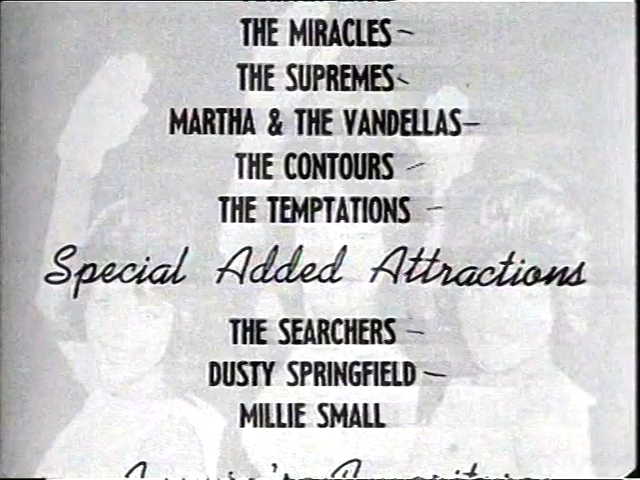 THE MIRACLES
THE SUPREMES
MARTHA & THE VANDELLAS
THE CONTOURS
THE TEMPTATIONS
Special Added Attractions
THE SEARCHERS
DUSTY SPRINGFIELD
MILLIE SMALL